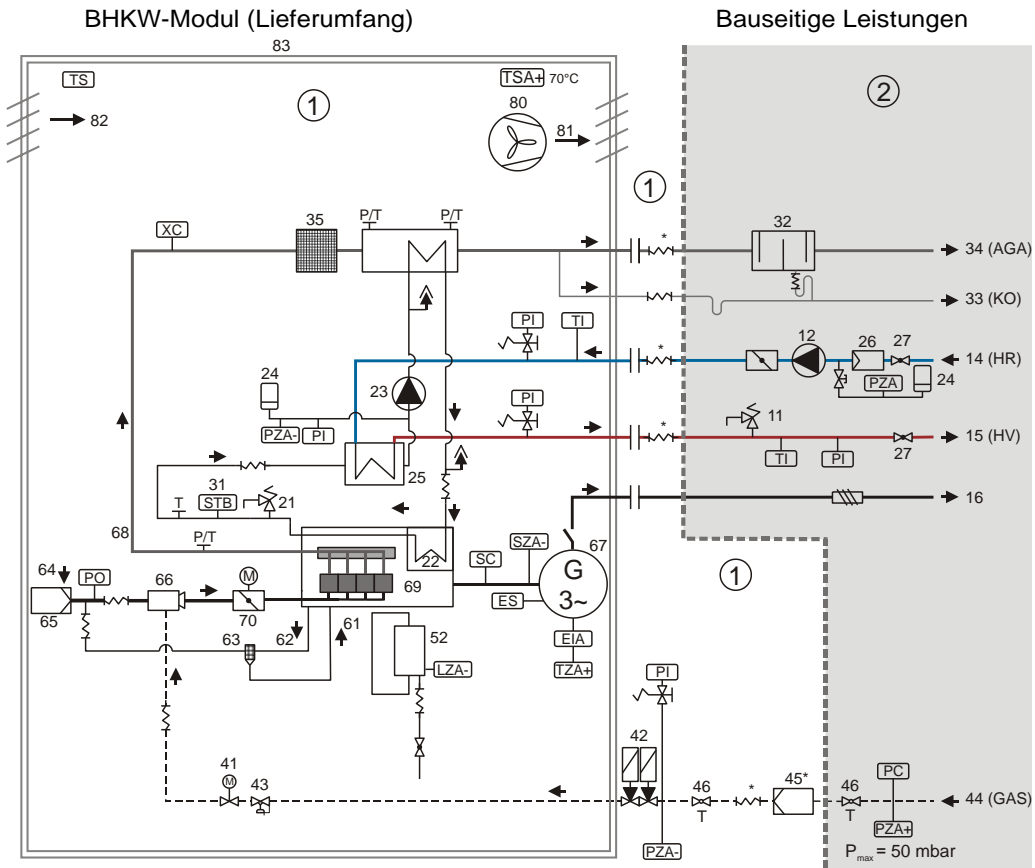 BHKW-Modul (Lieferumfang)
Bauseitige Leistungen
83
TS
1
TSA+ 70°C
2
80
82
81
1
XC
35
P/T
P/T
32
*
34 (AGA)
33 (KO)
PI
TI
*
12
26
27
14 (HR)
24
23
PZA
24
PZA-
PI
PI
11
*
15 (HV)
25
TI
PI
27
31
T
STB
21
16
68
P/T
22
SC
SZA-
67
G
3~
1
64
PO
66
M
69
ES
65
70
63
62
61
52
EIA
LZA-
TZA+
PI
42
41
M
43
46
T
*
45*
46
T
PC
44 (GAS)
PZA-
PZA+
Pmax = 50 mbar